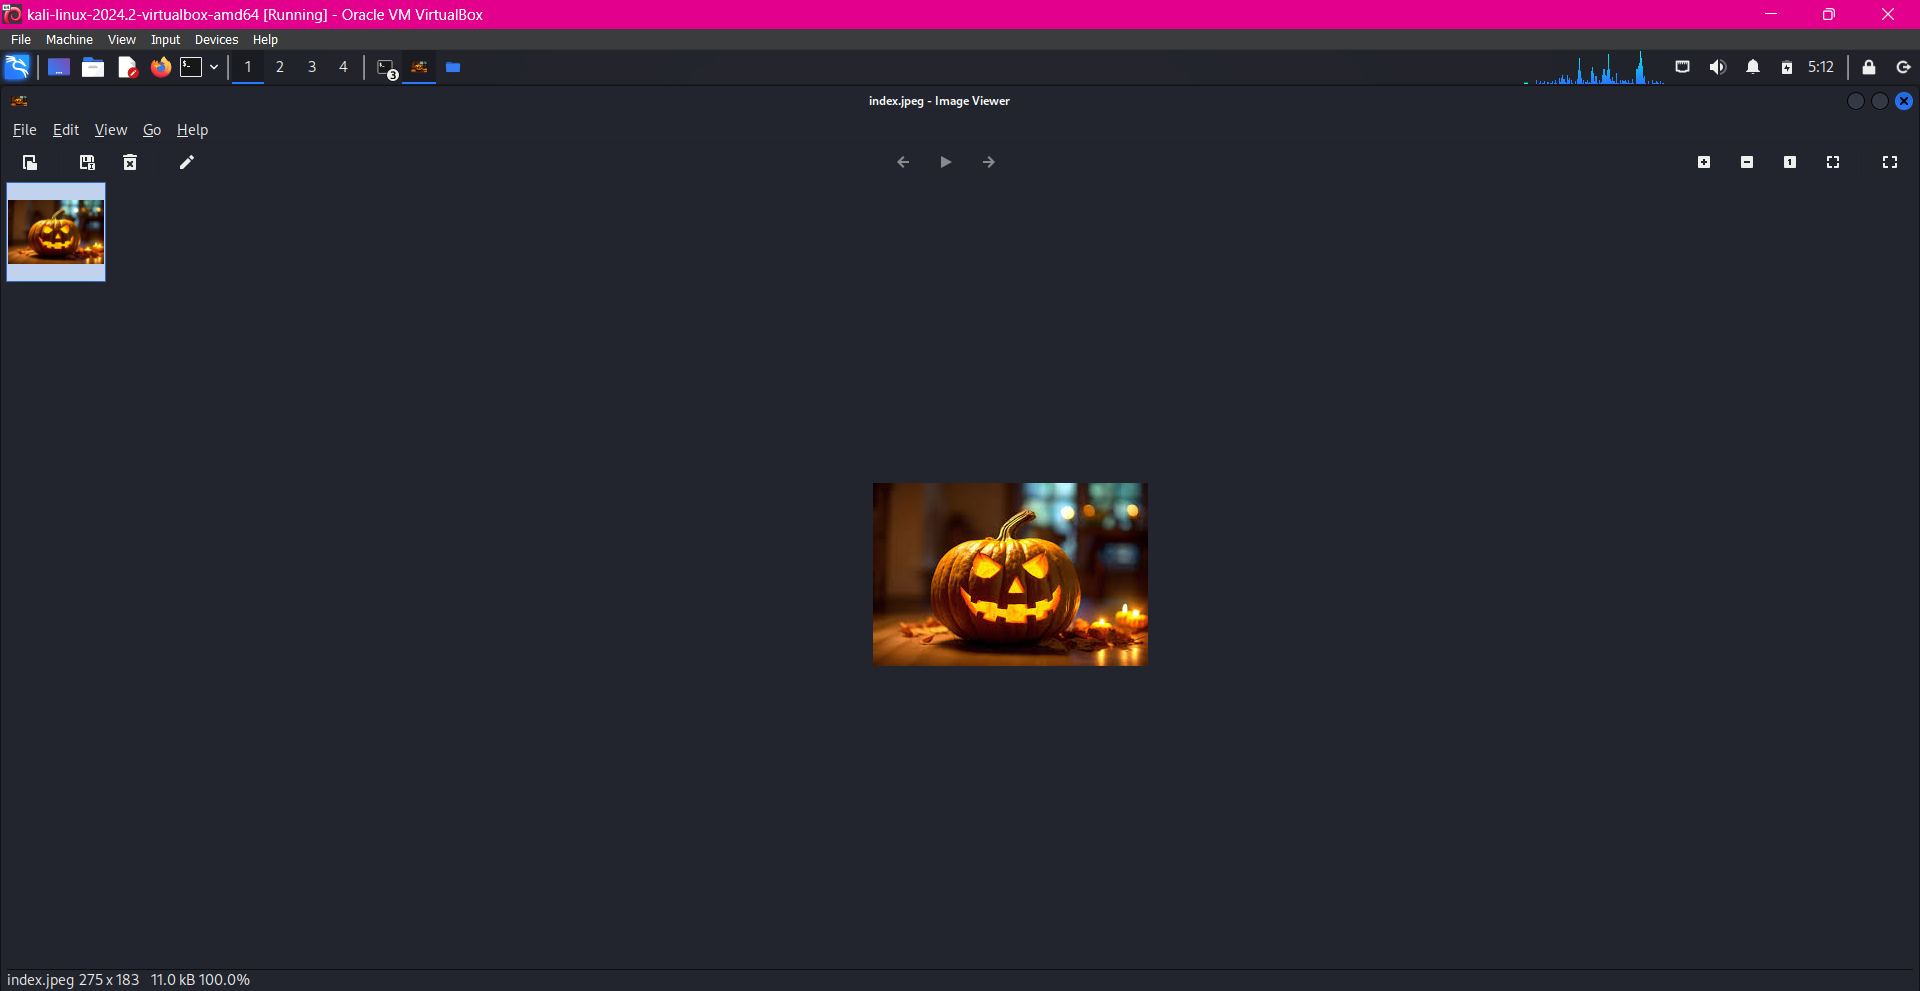 kali-linux-2024.2-virtualbox-amd64 [Running] - Oracle VM VirtualBox
File Machine View Input Devices Help
1 2 3 4 3 5:12
index.jpeg - Image Viewer
File Edit View Go Help
1
index.jpeg 275 x 183 11.0 kB 100.0%